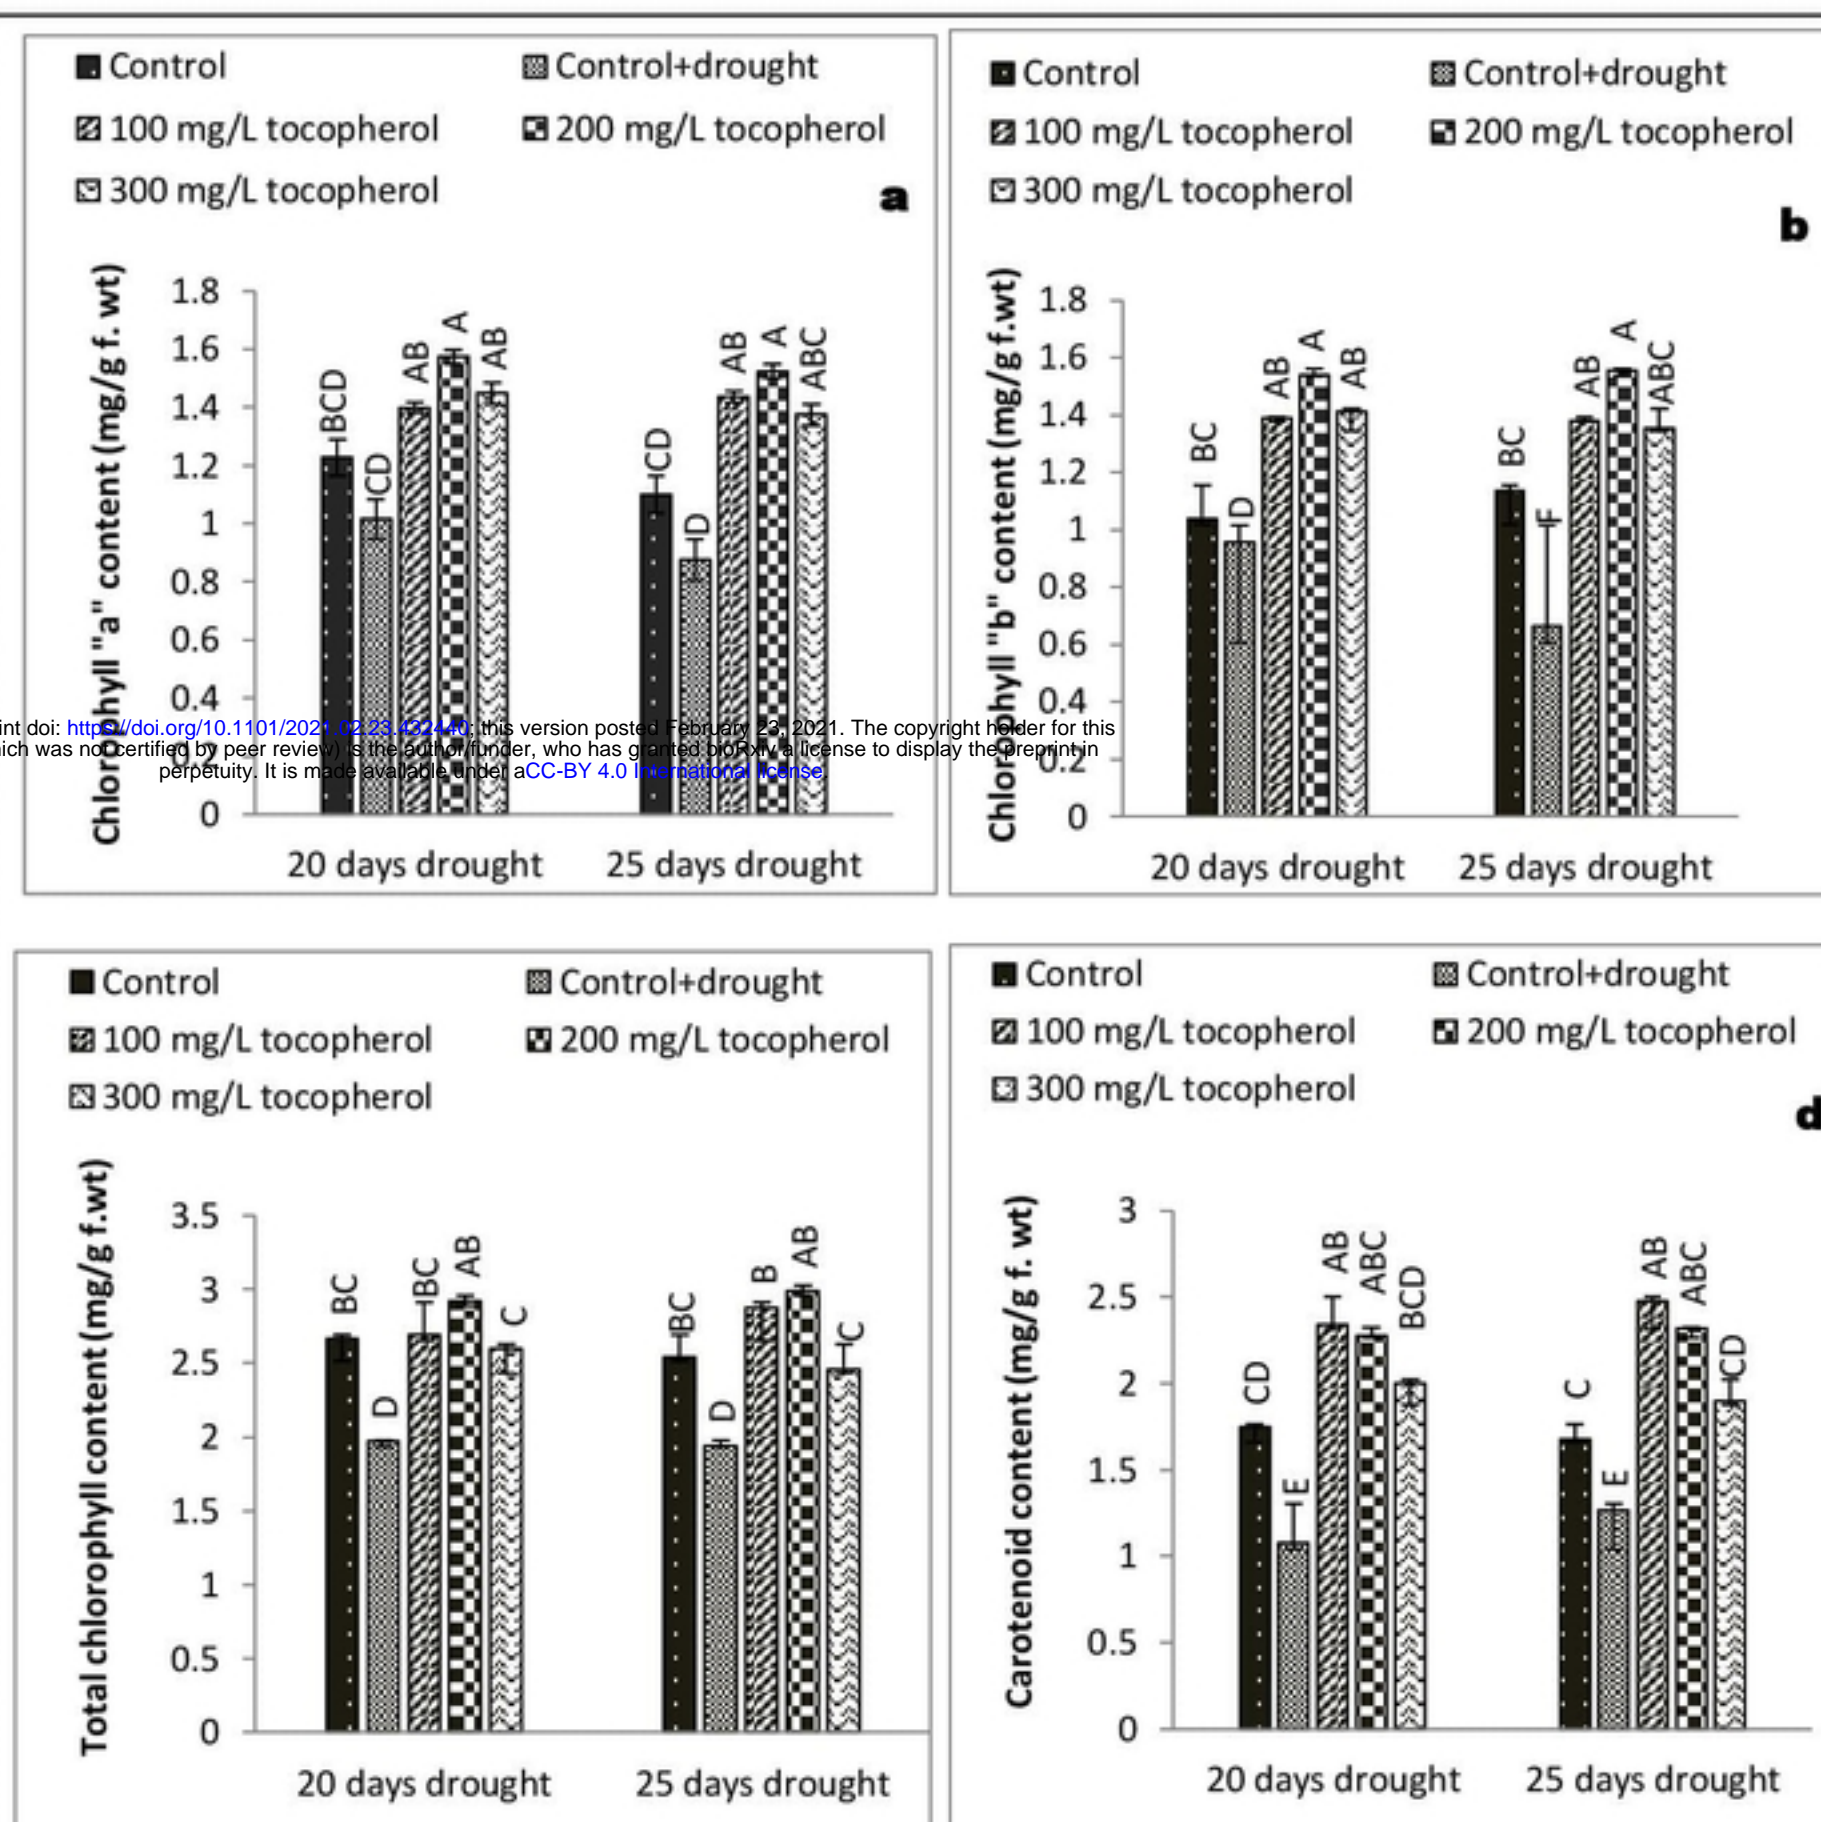 Control Control+drought
100 mg/L tocopherol 200 mg/L tocopherol
300 mg/L tocopherol
a
Chlorophyll "a" content (mg/g f. wt)
1.8
1.6
1.4
1.2
1
0.8
0.6
0.4
0.2
0
BCD CD AB A AB
CD D AB A ABC
20 days drought 25 days drought
Control Control+drought
100 mg/L tocopherol 200 mg/L tocopherol
300 mg/L tocopherol
b
Chlorophyll "b" content (mg/g f.wt)
1.8
1.6
1.4
1.2
1
0.8
0.6
0.4
0.2
0
BC D AB A AB
BC AB A ABC
20 days drought 25 days drought
int doi: https://doi.org/10.1101/2021.02.23.432440; this version posted February 23, 2021. The copyright holder for this
ich was not certified by peer review) is the author/funder, who has granted bioRxiv a license to display the preprint in
perpetuity. It is made available under aCC-BY 4.0 International license.
Control Control+drought
100 mg/L tocopherol 200 mg/L tocopherol
300 mg/L tocopherol
Total chlorophyll content (mg/g f.wt)
3.5
3
2.5
2
1.5
1
0.5
0
BC D BC AB C
BC D B AB C
20 days drought 25 days drought
Control Control+drought
100 mg/L tocopherol 200 mg/L tocopherol
300 mg/L tocopherol
d
Carotenoid content (mg/g f. wt)
3
2.5
2
1.5
1
0.5
0
CD E AB ABC BCD
C E AB ABC CD
20 days drought 25 days drought